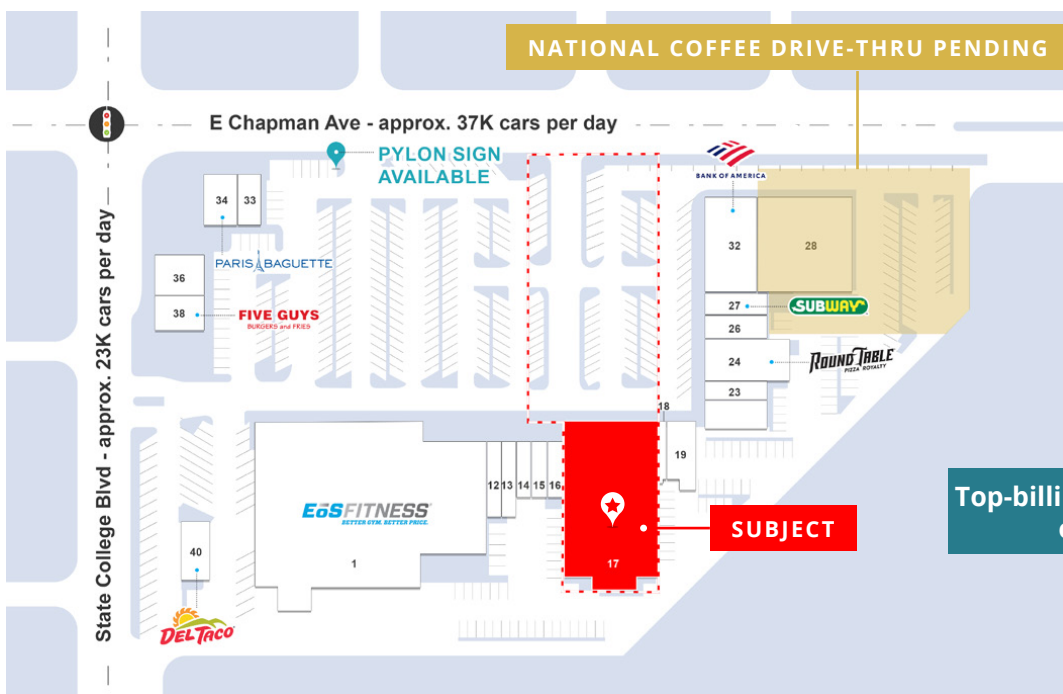 NATIONAL COFFEE DRIVE-THRU PENDING
E Chapman Ave - approx. 37K cars per day
PYLON SIGN
AVAILABLE
BANK OF AMERICA
34
33
32
28
PARIS BAGUETTE
36
38
FIVE GUYS
BURGERS and FRIES
27
SUBWAY
26
24
ROUND TABLE
PIZZA ROYALTY
23
18
19
State College Blvd - approx. 23K cars per day
12
13
14
15
16
EōS FITNESS
BETTER GYM. BETTER PRICE.
1
17
SUBJECT
40
DEL TACO
Top-billi